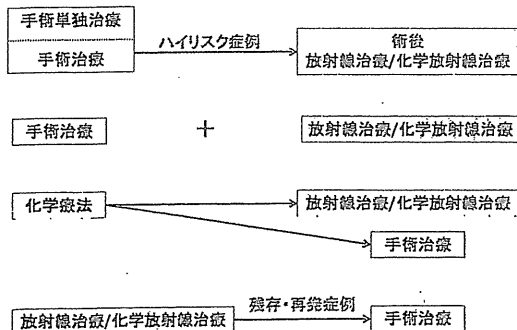 手術単独治療
手術治療
ハイリスク症例
術後
放射線治療/化学放射線治療
手術治療
+
放射線治療/化学放射線治療
化学療法
放射線治療/化学放射線治療
手術治療
放射線治療/化学放射線治療
残存・再発症例
手術治療